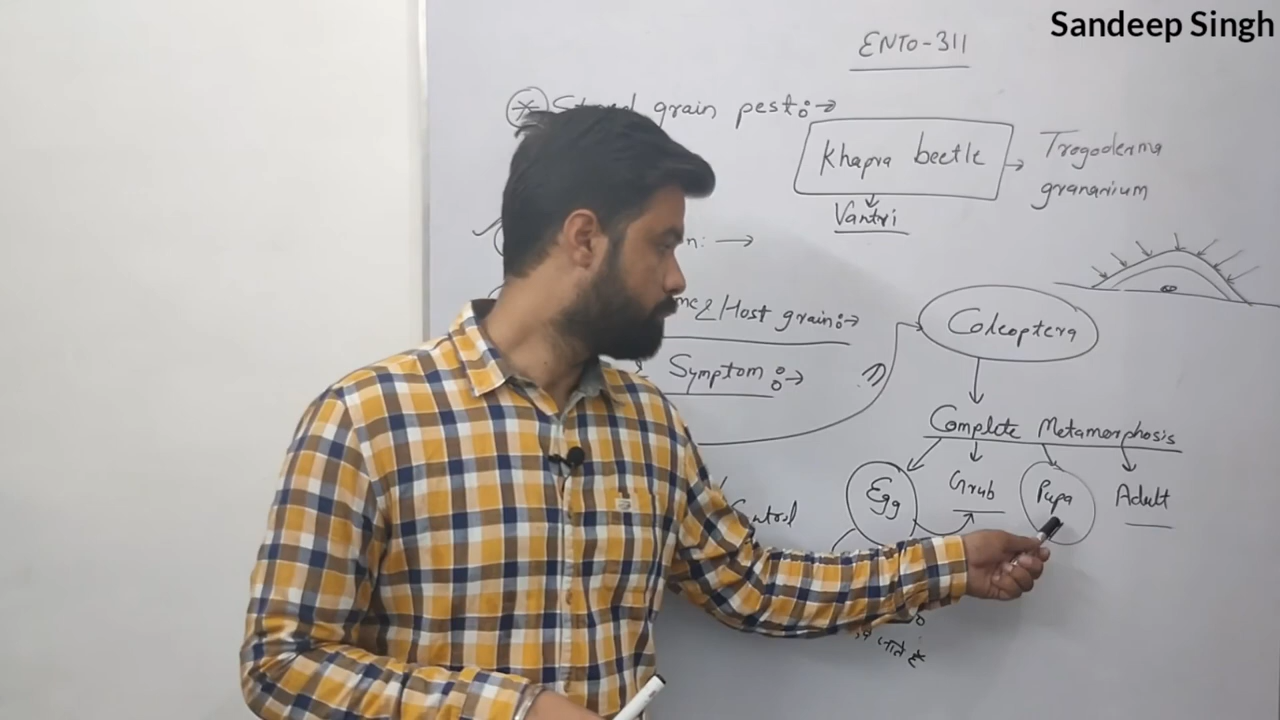 Sandeep Singh
ENTO-311
Stored grain pest:→
Khapra beetle → Trogoderma
granarium
Vantri
n: →
Host grain:→
Coleoptera
Symptom:→
Complete Metamorphosis
Egg Grub Pupa Adult
Control